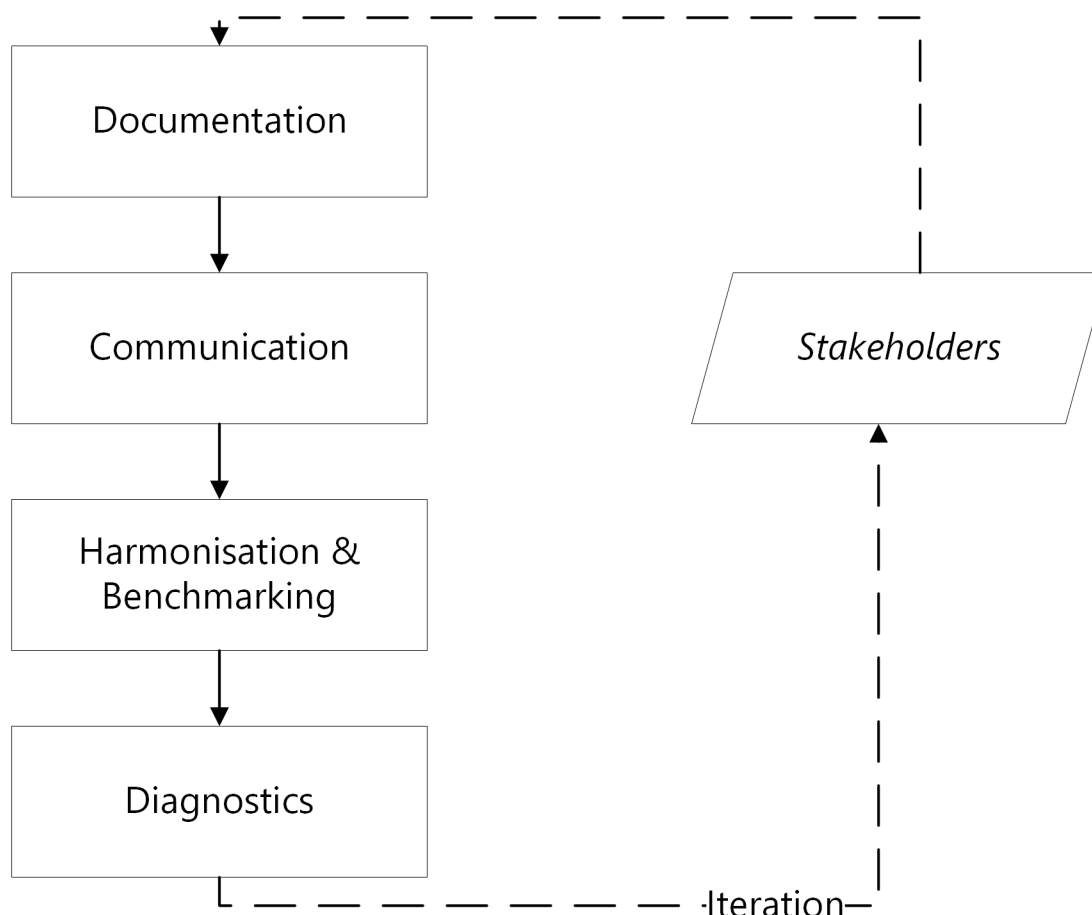 Documentation
Communication
Stakeholders
Harmonisation &
Benchmarking
Diagnostics
Iteration